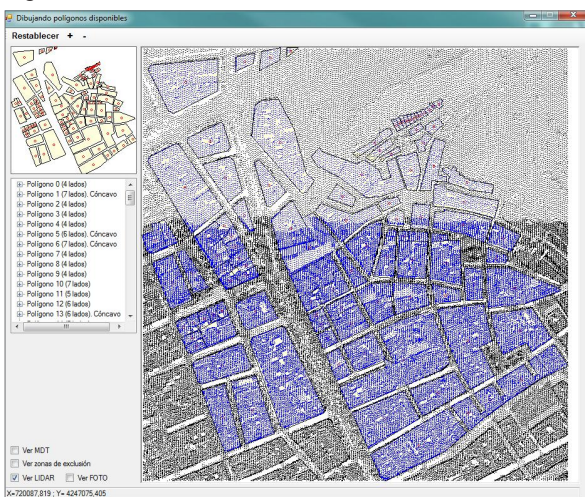 Dibujando polígonos disponibles
Restablecer + -
Polígono 0 (4 lados)
Polígono 1 (7 lados). Cóncavo
Polígono 2 (4 lados)
Polígono 3 (4 lados)
Polígono 4 (4 lados)
Polígono 5 (6 lados). Cóncavo
Polígono 6 (7 lados). Cóncavo
Polígono 7 (4 lados)
Polígono 8 (4 lados)
Polígono 9 (4 lados)
Polígono 10 (7 lados)
Polígono 11 (5 lados)
Polígono 12 (6 lados)
Polígono 13 (6 lados). Cóncavo
Ver MDT
Ver zonas de exclusión
Ver LIDAR Ver FOTO
X=720087,819 ; Y= 4247075,405